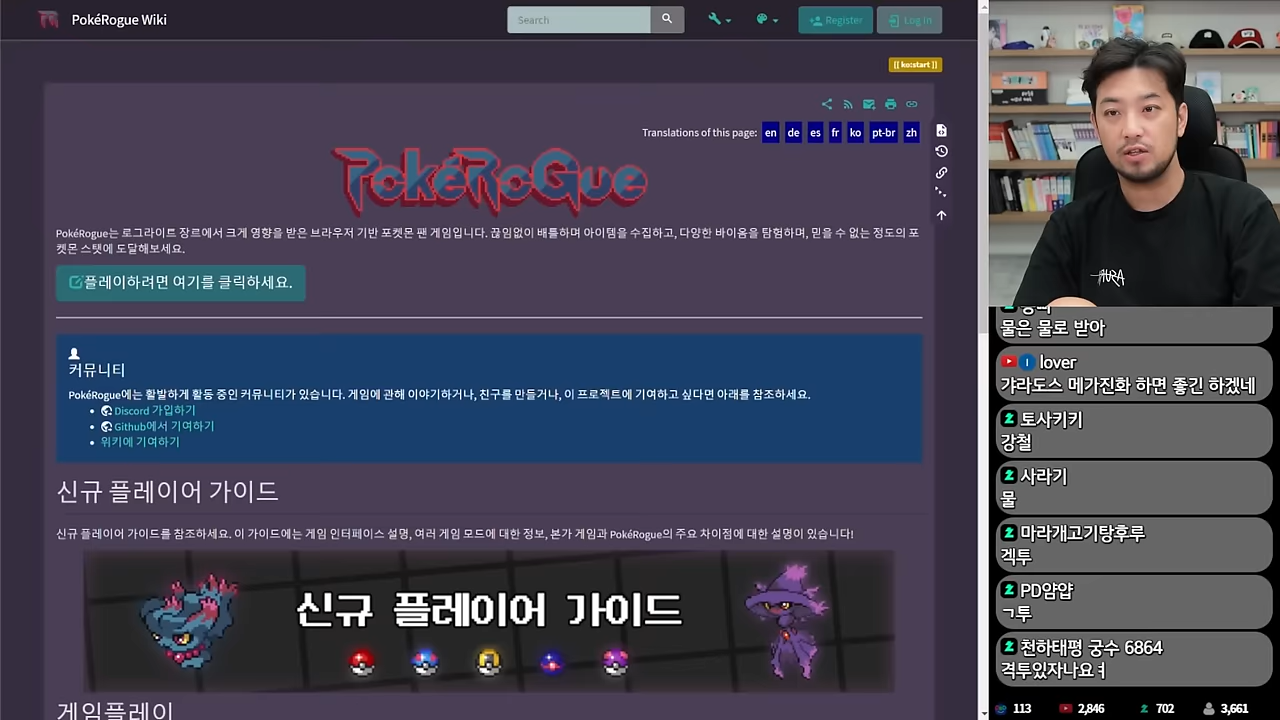 PokéRogue Wiki
Search
Register
Log In
[[ ko:start ]]
Translations of this page: en de es fr ko pt-br zh
PokéRoGue
PokéRogue는 로그라이트 장르에서 크게 영향을 받은 브라우저 기반 포켓몬 팬 게임입니다. 끊임없이 배틀하며 아이템을 수집하고, 다양한 바이옴을 탐험하며, 믿을 수 없는 정도의 포
켓몬 스탯에 도달해보세요.
플레이하려면 여기를 클릭하세요.
커뮤니티
PokéRogue에는 활발하게 활동 중인 커뮤니티가 있습니다. 게임에 관해 이야기하거나, 친구를 만들거나, 이 프로젝트에 기여하고 싶다면 아래를 참조하세요.
Discord 가입하기
Github에서 기여하기
위키에 기여하기
신규 플레이어 가이드
신규 플레이어 가이드를 참조하세요. 이 가이드에는 게임 인터페이스 설명, 여러 게임 모드에 대한 정보, 본가 게임과 PokéRogue의 주요 차이점에 대한 설명이 있습니다!
신규 플레이어 가이드
게임플레이
물은 물로 받아
lover
갸라도스 메가진화 하면 좋긴 하겠네
토사키키
강철
사라기
물
마라개고기탕후루
겍투
PD얌얍
ㄱ투
천하태평 궁수 6864
격투있자나요ㅕ
113 2,846 702 3,661